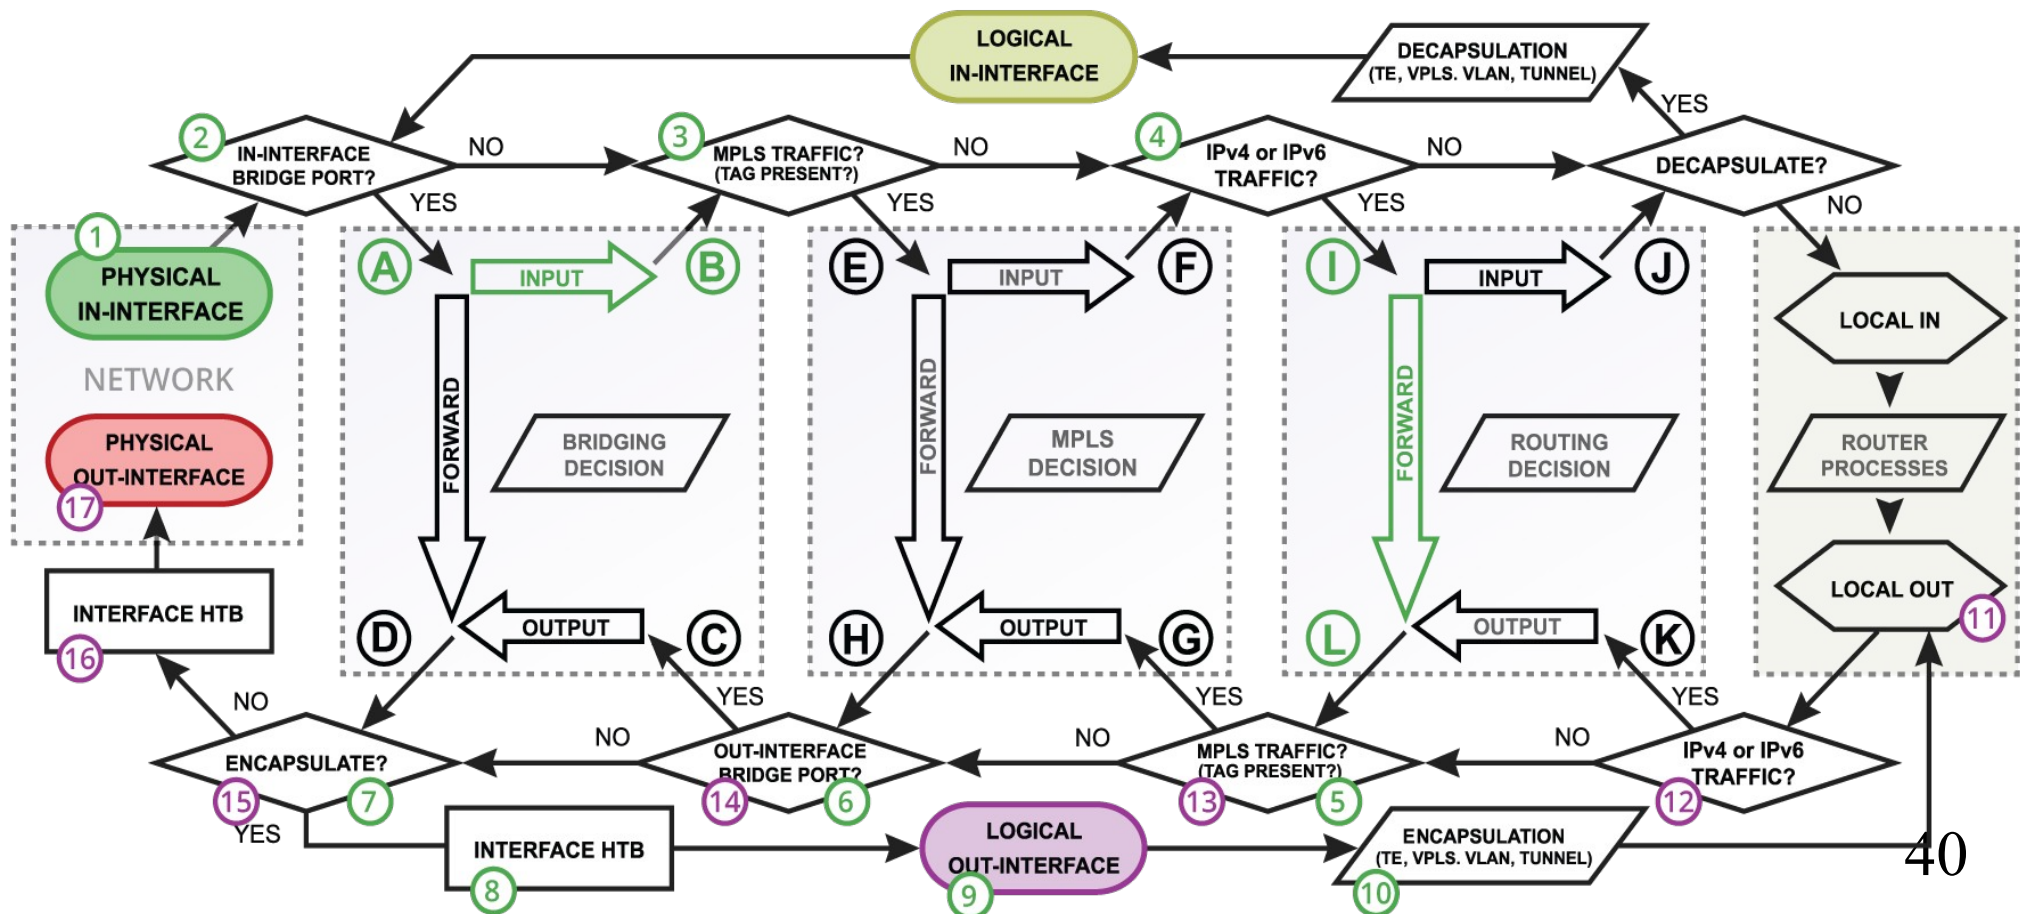 LOGICAL
IN-INTERFACE
DECAPSULATION
(TE, VPLS. VLAN, TUNNEL)
YES
2
IN-INTERFACE
BRIDGE PORT?
NO
3
MPLS TRAFFIC?
(TAG PRESENT?)
NO
4
IPv4 or IPv6
TRAFFIC?
NO
DECAPSULATE?
YES
YES
YES
NO
1
PHYSICAL
IN-INTERFACE
NETWORK
PHYSICAL
OUT-INTERFACE
17
A
INPUT
B
FORWARD
BRIDGING
DECISION
D
OUTPUT
C
E
INPUT
F
FORWARD
MPLS
DECISION
H
OUTPUT
G
I
INPUT
J
FORWARD
ROUTING
DECISION
L
OUTPUT
K
LOCAL IN
ROUTER
PROCESSES
LOCAL OUT
11
INTERFACE HTB
16
NO
YES
YES
YES
ENCAPSULATE?
15
7
YES
NO
OUT-INTERFACE
BRIDGE PORT?
14
6
NO
MPLS TRAFFIC?
(TAG PRESENT?)
13
5
NO
IPv4 or IPv6
TRAFFIC?
12
INTERFACE HTB
8
LOGICAL
OUT-INTERFACE
9
ENCAPSULATION
(TE, VPLS. VLAN, TUNNEL)
10
40